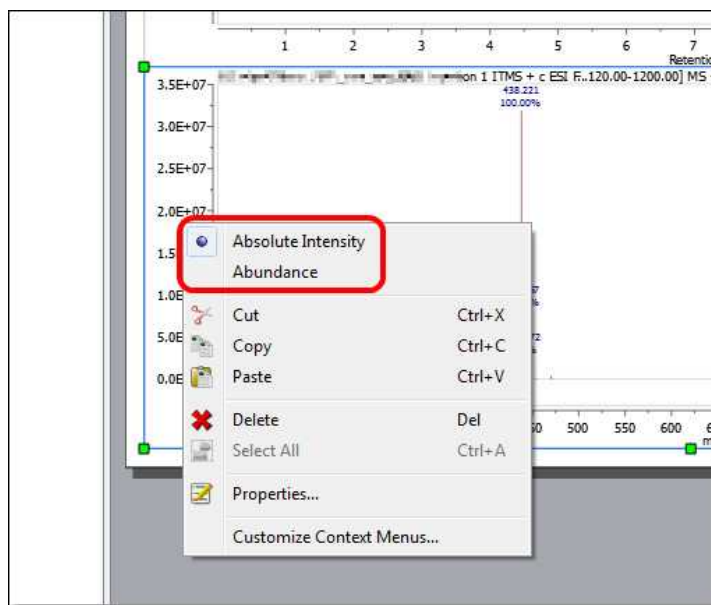 1 2 3 4 5 6 7
Retentio
on 1 ITMS + c ESI F..120.00-1200.00] MS
3.5E+07
438.221
100.00%
3.0E+07
2.5E+07
2.0E+07
1.5
1.0E
5.0E
0.0E
Absolute Intensity
Abundance
Cut Ctrl+X
Copy Ctrl+C
Paste Ctrl+V
Delete Del
Select All Ctrl+A
Properties...
Customize Context Menus...
50 500 550 600 6
m